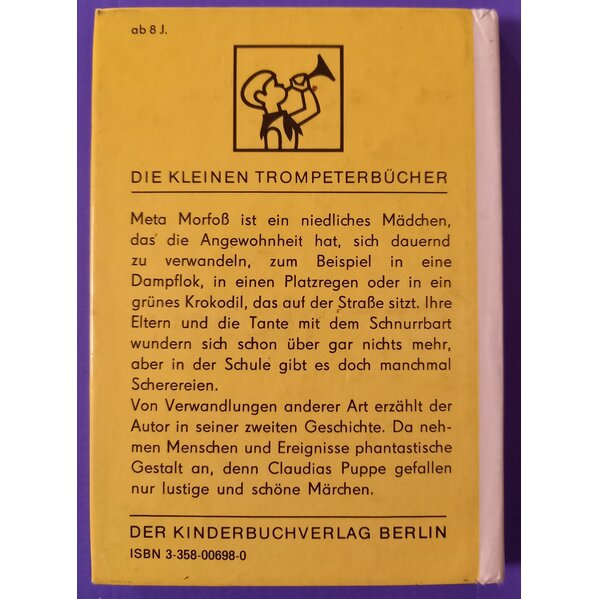 ab 8 J.
DIE KLEINEN TROMPETERBÜCHER
Meta Morfoß ist ein niedliches Mädchen,
das die Angewohnheit hat, sich dauernd
zu verwandeln, zum Beispiel in eine
Dampflok, in einen Platzregen oder in ein
grünes Krokodil, das auf der Straße sitzt. Ihre
Eltern und die Tante mit dem Schnurrbart
wundern sich schon über gar nichts mehr,
aber in der Schule gibt es doch manchmal
Scherereien.
Von Verwandlungen anderer Art erzählt der
Autor in seiner zweiten Geschichte. Da neh-
men Menschen und Ereignisse phantastische
Gestalt an, denn Claudias Puppe gefallen
nur lustige und schöne Märchen.
DER KINDERBUCHVERLAG BERLIN
ISBN 3-358-00698-0